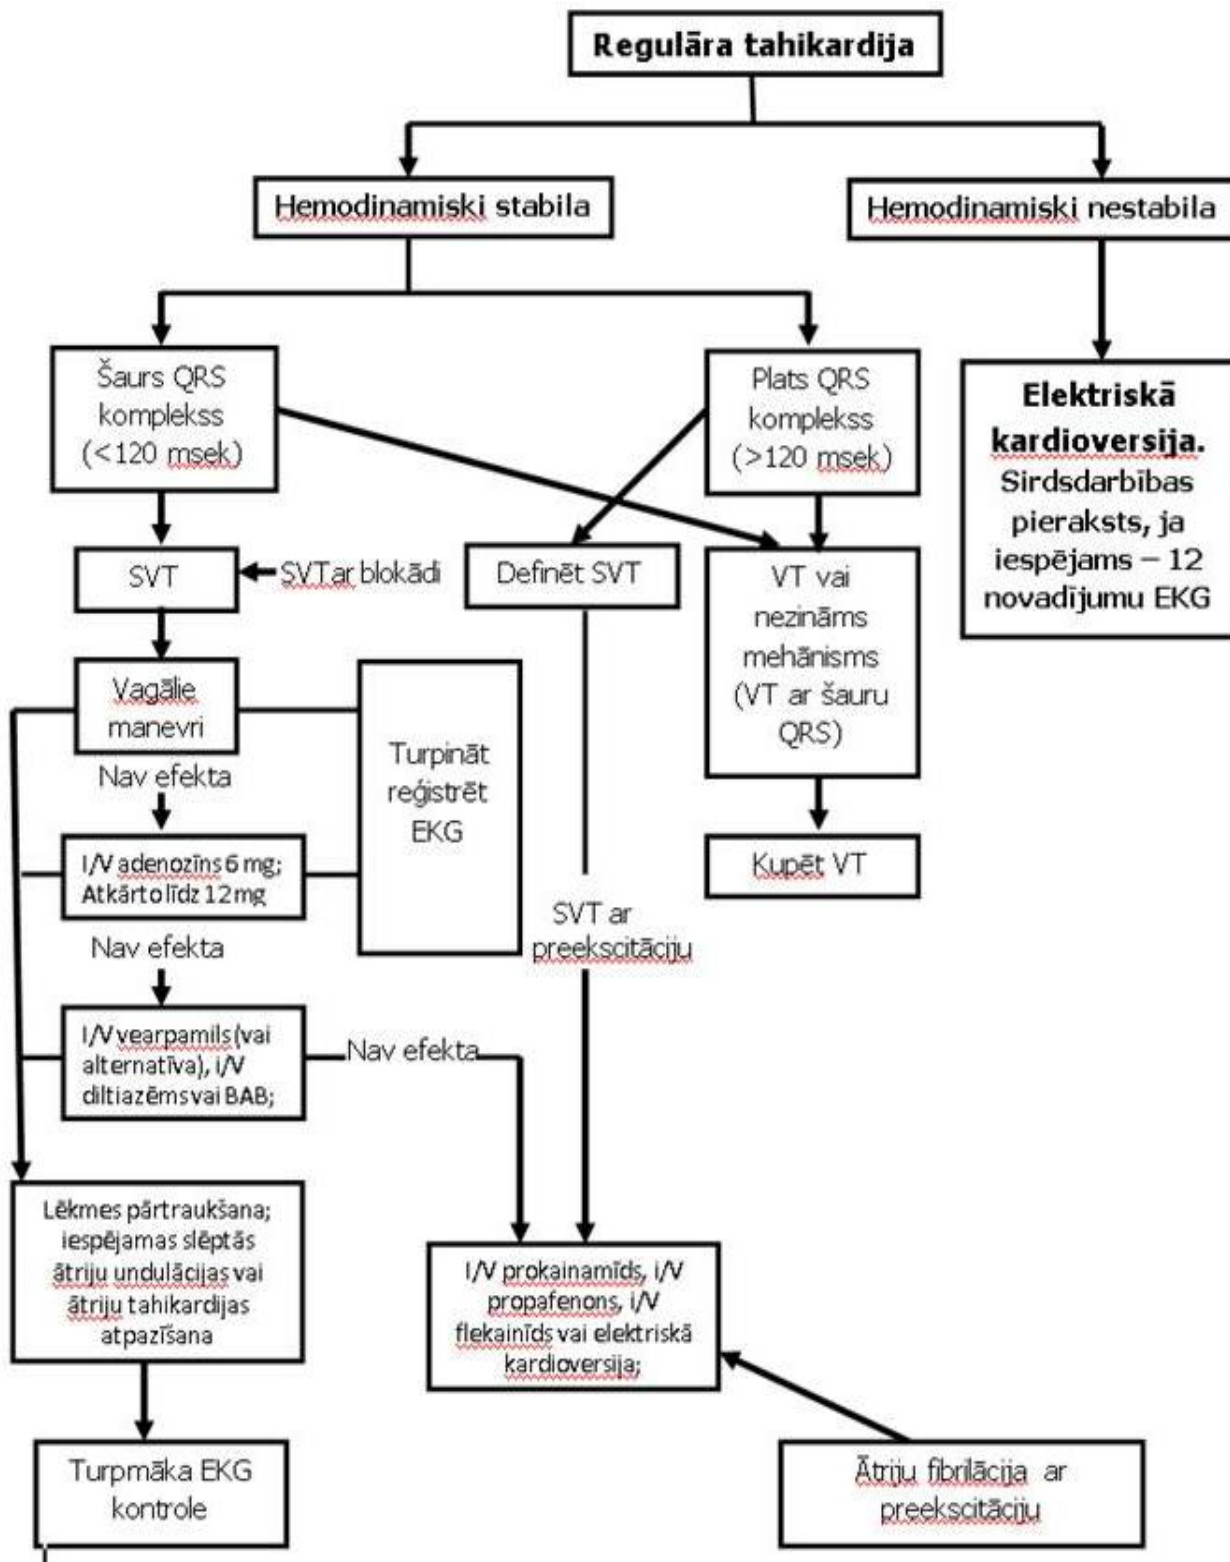 Regulāra tahikardija
Hemodinamiski stabila
Hemodinamiski nestabila
Šaurs QRS
komplekss
(<120 msek)
Plats QRS
komplekss
(>120 msek)
Elektriskā
kardioversija.
Sirdsdarbības
pieraksts, ja
iespējams – 12
novadījumu EKG
SVT
SVTar blokādi
Definēt SVT
VT vai
nezināms
mehānisms
(VT ar šauru
QRS)
Vagālie
manevri
Turpināt
reģistrēt
EKG
Nav efekta
I/V adenozīns 6 mg;
Atkārto līdz 12 mg
Kupēt VT
Nav efekta
SVT ar
preekscitāciju
I/V vearpamils (vai
alternatīva), i/V
diltiazēms vai BAB;
Nav efekta
Lēkmes pārtraukšana;
iespējamas slēptās
ātriju undulācijas vai
ātriju tahikardijas
atpazīšana
I/V prokainamīds, i/V
propafenons, i/V
flekainīds vai elektriskā
kardioversija;
Turpmāka EKG
kontrole
Ātriju fibrilācija ar
preekscitāciju